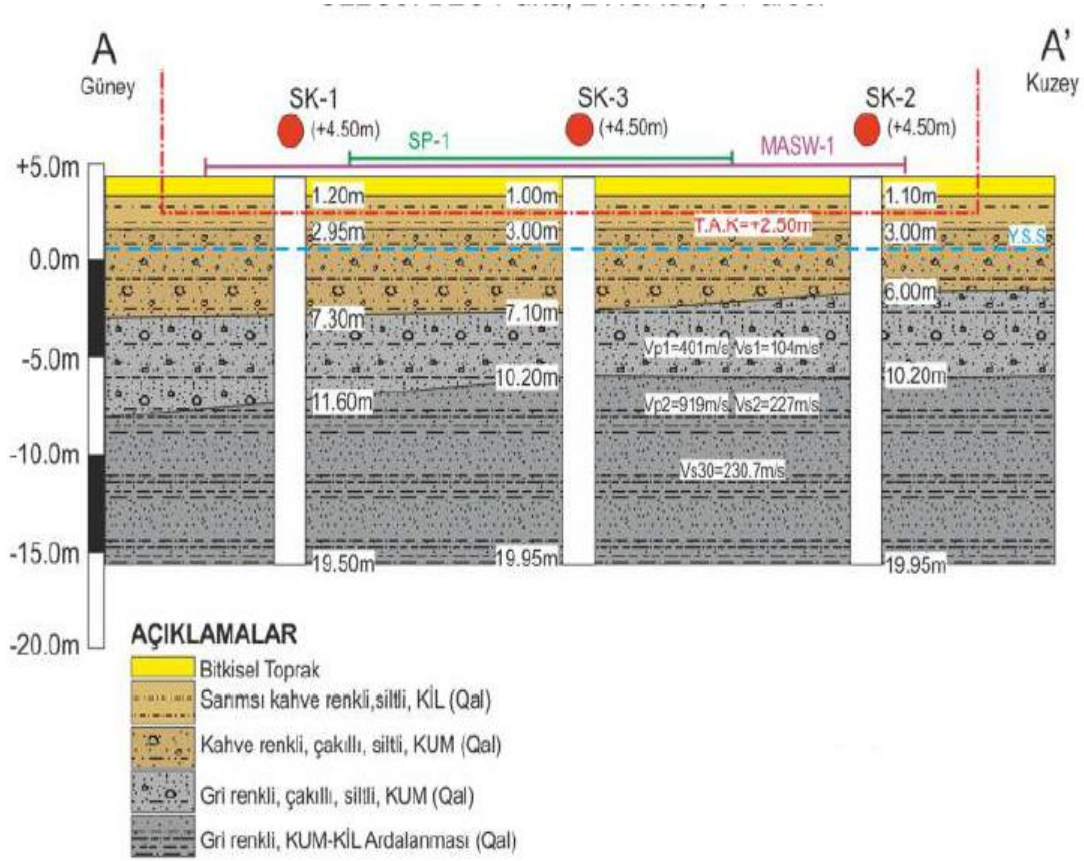 A
Güney
A'
Kuzey
SK-1
(+4.50m)
SK-3
(+4.50m)
SK-2
(+4.50m)
SP-1
MASW-1
+5.0m
0.0m
-5.0m
-10.0m
-15.0m
-20.0m
1.20m
1.00m
1.10m
T.A.K=+2.50m
2.95m
3.00m
3.00m
Y.S.S
7.30m
7.10m
6.00m
Vp1=401m/s, Vs1=104m/s
11.60m
10.20m
10.20m
Vp2=919m/s, Vs2=227m/s
Vs30=230.7m/s
19.50m
19.95m
19.95m
AÇIKLAMALAR
Bitkisel Toprak
Sarımsı kahve renkli,siltli, KİL (Qal)
Kahve renkli, çakıllı, siltli, KUM (Qal)
Gri renkli, çakıllı, siltli, KUM (Qal)
Gri renkli, KUM-KİL Ardalanması (Qal)